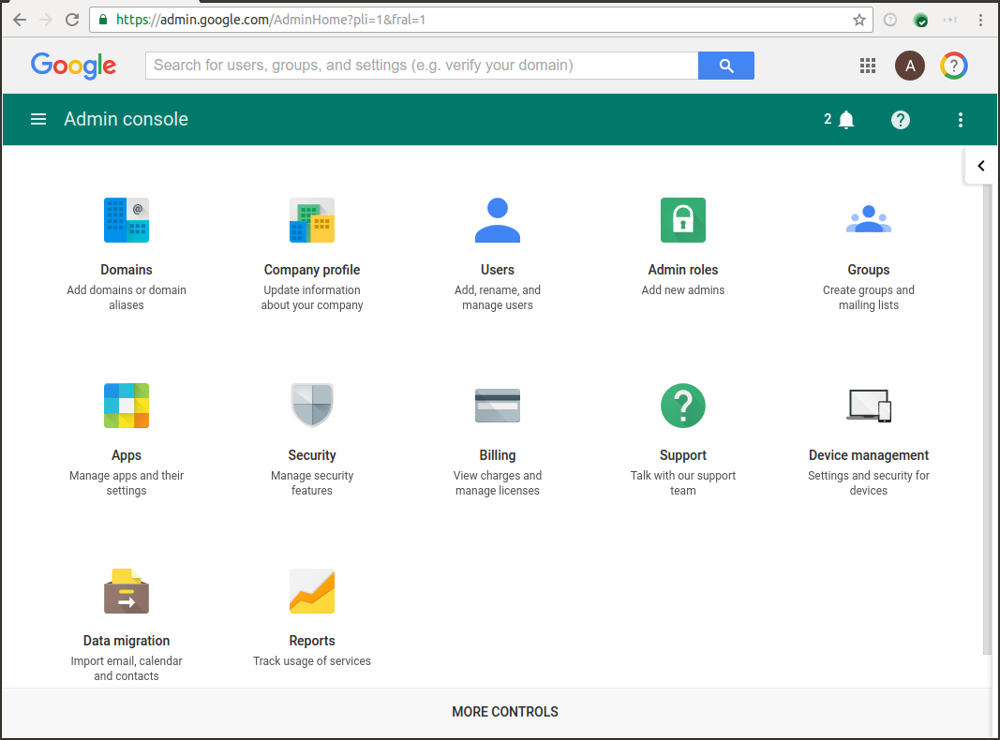 https://admin.google.com/AdminHome?pli=1&fral=1
Google
Search for users, groups, and settings (e.g. verify your domain)
A
?
Admin console
2
?
@
Domains
Add domains or domain
aliases
Company profile
Update information
about your company
Users
Add, rename, and
manage users
Admin roles
Add new admins
Groups
Create groups and
mailing lists
Apps
Manage apps and their
settings
Security
Manage security
features
Billing
View charges and
manage licenses
?
Support
Talk with our support
team
Device management
Settings and security for
devices
Data migration
Import email, calendar
and contacts
Reports
Track usage of services
MORE CONTROLS